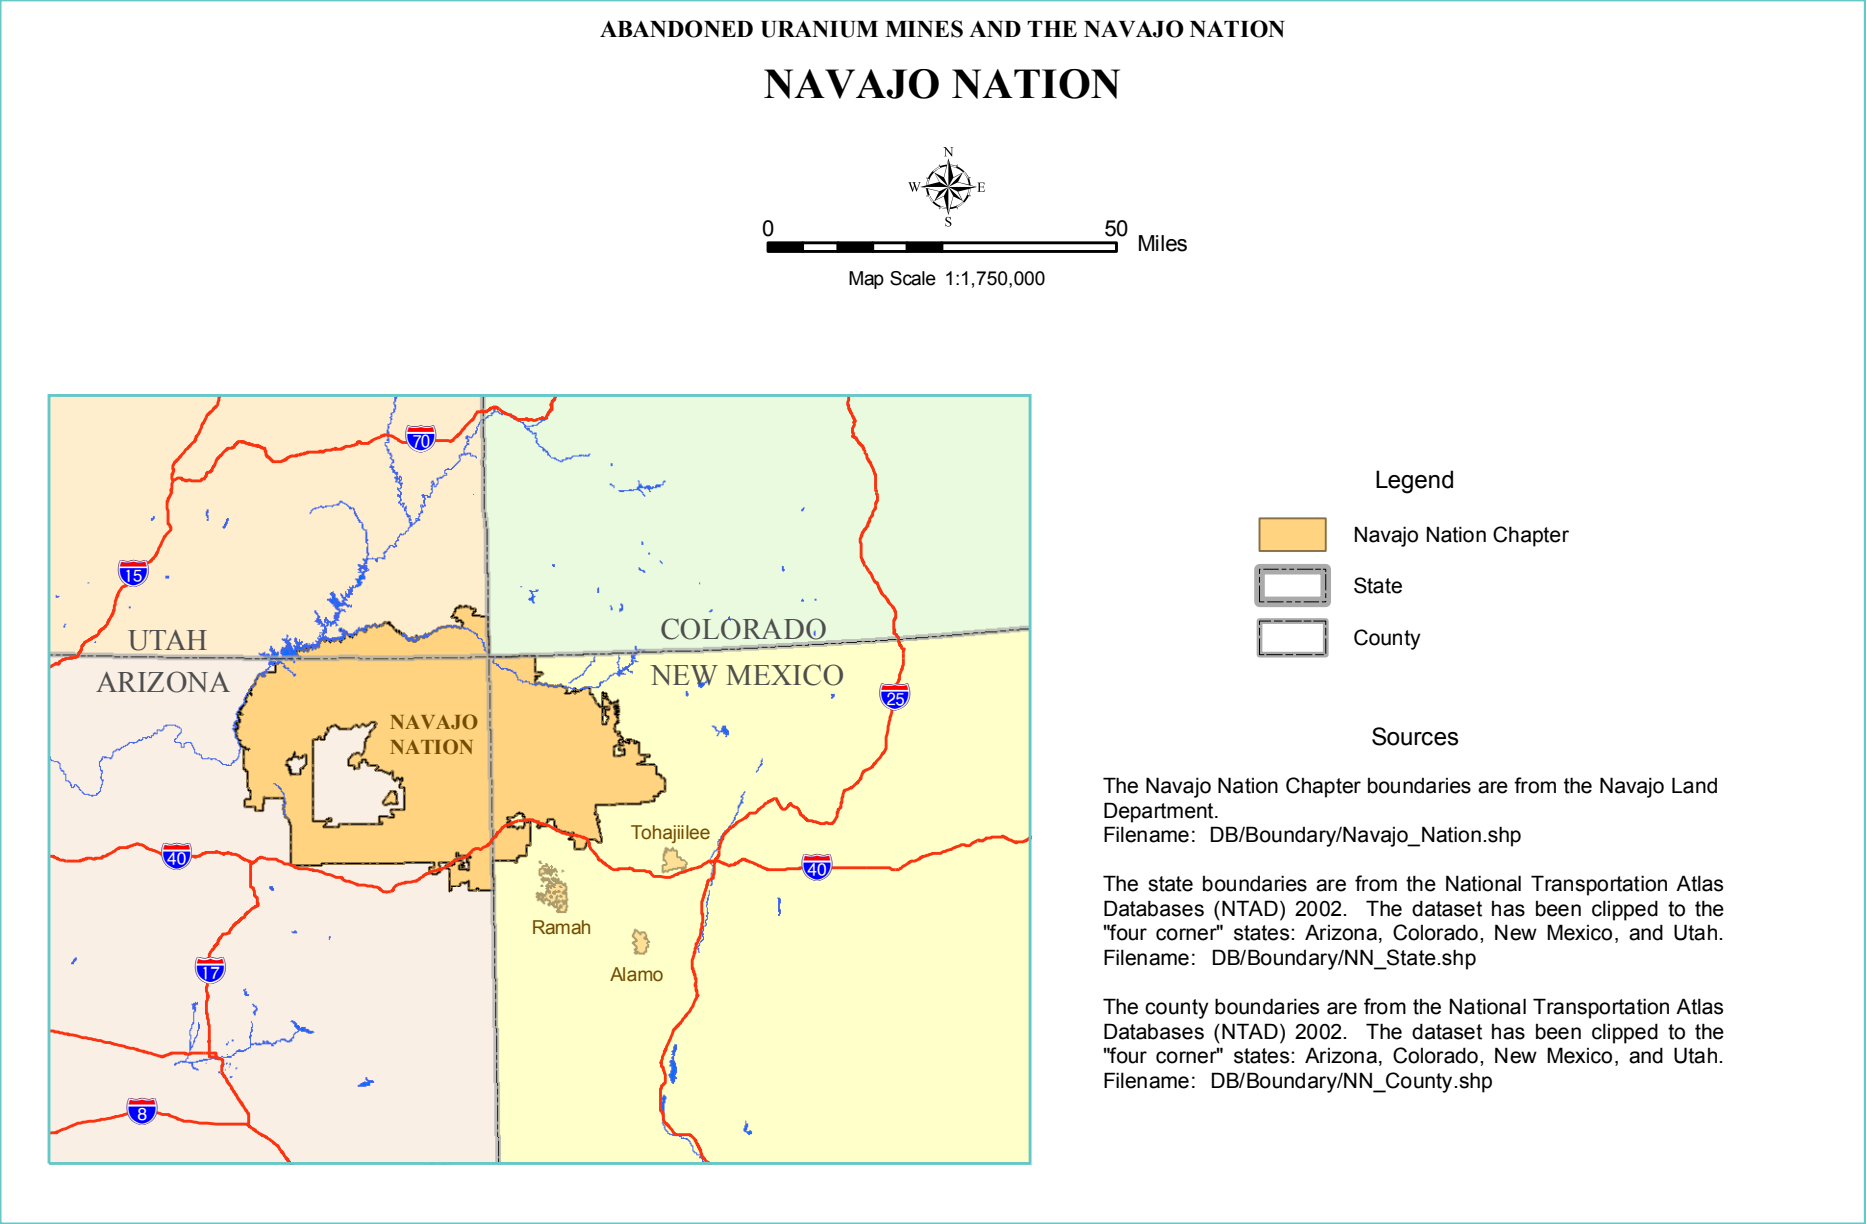 ABANDONED URANIUM MINES AND THE NAVAJO NATION
NAVAJO NATION
N
W E
S
0 50
Miles
Map Scale 1:1,750,000
70
15
UTAH
COLORADO
ARIZONA
NEW MEXICO
25
NAVAJO
NATION
Tohajiilee
40
40
Ramah
Alamo
17
8
Legend
Navajo Nation Chapter
State
County
Sources
The Navajo Nation Chapter boundaries are from the Navajo Land
Department.
Filename: DB/Boundary/Navajo_Nation.shp
The state boundaries are from the National Transportation Atlas
Databases (NTAD) 2002. The dataset has been clipped to the
"four corner" states: Arizona, Colorado, New Mexico, and Utah.
Filename: DB/Boundary/NN_State.shp
The county boundaries are from the National Transportation Atlas
Databases (NTAD) 2002. The dataset has been clipped to the
"four corner" states: Arizona, Colorado, New Mexico, and Utah.
Filename: DB/Boundary/NN_County.shp